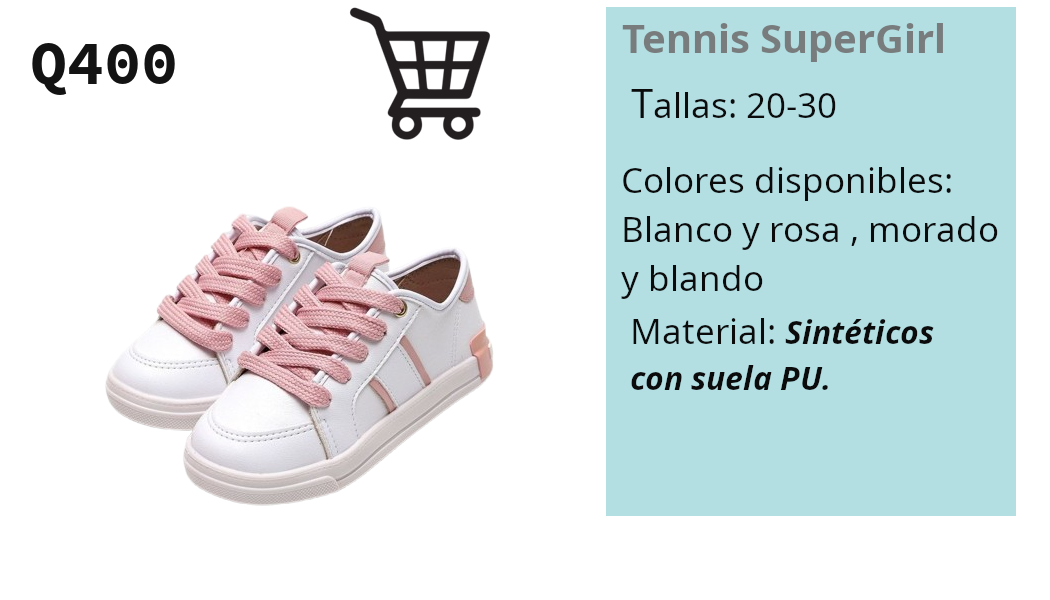 Q400
Tennis SuperGirl
Tallas: 20-30
Colores disponibles:
Blanco y rosa , morado
y blando
Material: Sintéticos
con suela PU.